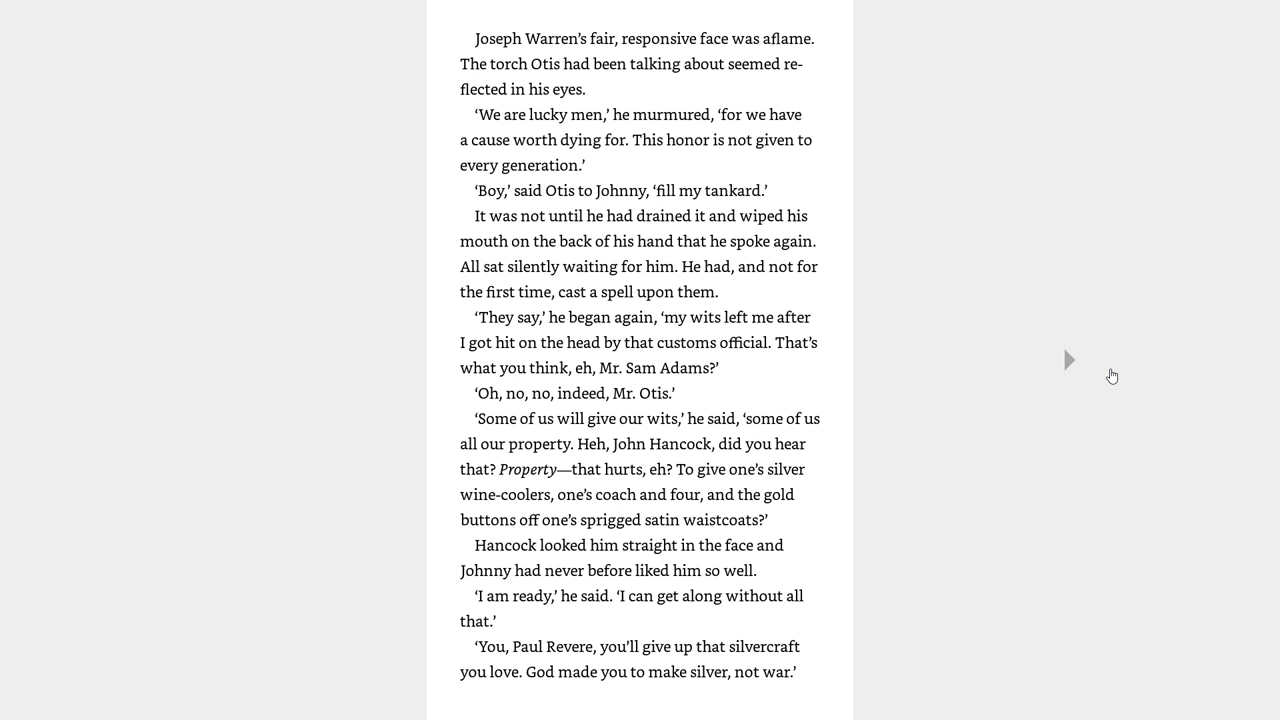 Joseph Warren’s fair, responsive face was aflame.
The torch Otis had been talking about seemed re-
flected in his eyes.
‘We are lucky men,’ he murmured, ‘for we have
a cause worth dying for. This honor is not given to
every generation.’
‘Boy,’ said Otis to Johnny, ‘fill my tankard.’
It was not until he had drained it and wiped his
mouth on the back of his hand that he spoke again.
All sat silently waiting for him. He had, and not for
the first time, cast a spell upon them.
‘They say,’ he began again, ‘my wits left me after
I got hit on the head by that customs official. That’s
what you think, eh, Mr. Sam Adams?’
‘Oh, no, no, indeed, Mr. Otis.’
‘Some of us will give our wits,’ he said, ‘some of us
all our property. Heh, John Hancock, did you hear
that? Property—that hurts, eh? To give one’s silver
wine-coolers, one’s coach and four, and the gold
buttons off one’s sprigged satin waistcoats?’
Hancock looked him straight in the face and
Johnny had never before liked him so well.
‘I am ready,’ he said. ‘I can get along without all
that.’
‘You, Paul Revere, you’ll give up that silvercraft
you love. God made you to make silver, not war.’